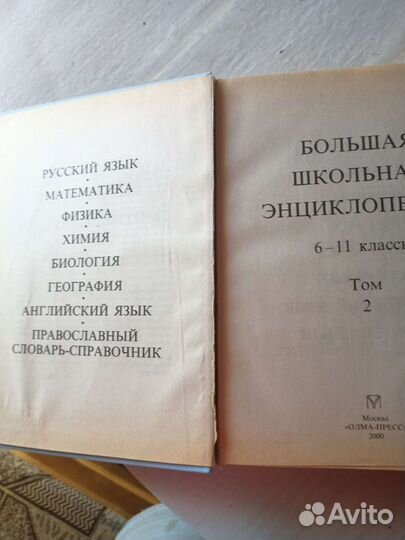 РУССКИЙ ЯЗЫК
•
МАТЕМАТИКА
•
ФИЗИКА
•
ХИМИЯ
•
БИОЛОГИЯ
•
ГЕОГРАФИЯ
•
АНГЛИЙСКИЙ ЯЗЫК
•
ПРАВОСЛАВНЫЙ
СЛОВАРЬ-СПРАВОЧНИК
БОЛЬШАЯ
ШКОЛЬНА
ЭНЦИКЛОПЕ
6–11 классы
Том
2
Москва
«ОЛМА-ПРЕСС»
2000
Avito